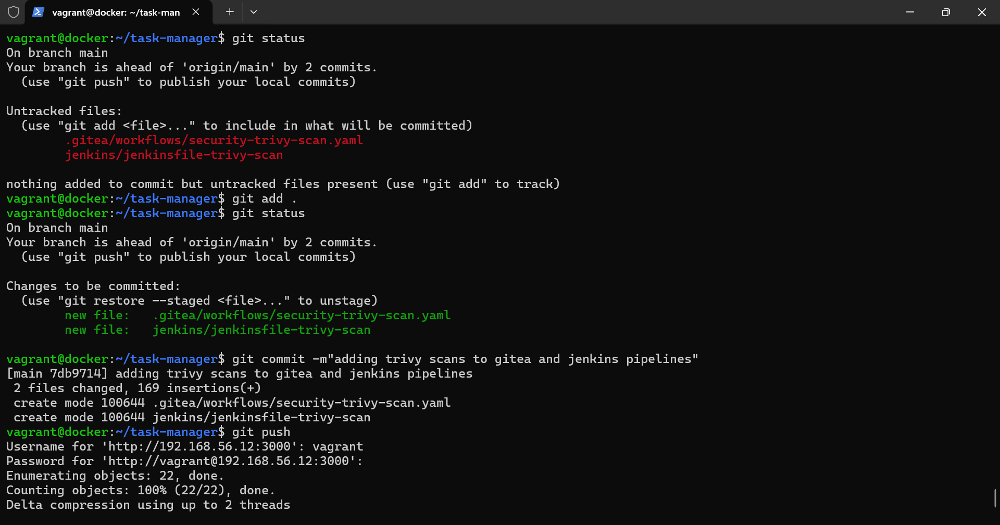 vagrant@docker: ~/task-man
vagrant@docker:~/task-manager$ git status
On branch main
Your branch is ahead of 'origin/main' by 2 commits.
  (use "git push" to publish your local commits)

Untracked files:
  (use "git add <file>..." to include in what will be committed)
        .gitea/workflows/security-trivy-scan.yaml
        jenkins/jenkinsfile-trivy-scan

nothing added to commit but untracked files present (use "git add" to track)
vagrant@docker:~/task-manager$ git add .
vagrant@docker:~/task-manager$ git status
On branch main
Your branch is ahead of 'origin/main' by 2 commits.
  (use "git push" to publish your local commits)

Changes to be committed:
  (use "git restore --staged <file>..." to unstage)
        new file:   .gitea/workflows/security-trivy-scan.yaml
        new file:   jenkins/jenkinsfile-trivy-scan

vagrant@docker:~/task-manager$ git commit -m"adding trivy scans to gitea and jenkins pipelines"
[main 7db9714] adding trivy scans to gitea and jenkins pipelines
 2 files changed, 169 insertions(+)
 create mode 100644 .gitea/workflows/security-trivy-scan.yaml
 create mode 100644 jenkins/jenkinsfile-trivy-scan
vagrant@docker:~/task-manager$ git push
Username for 'http://192.168.56.12:3000': vagrant
Password for 'http://vagrant@192.168.56.12:3000':
Enumerating objects: 22, done.
Counting objects: 100% (22/22), done.
Delta compression using up to 2 threads